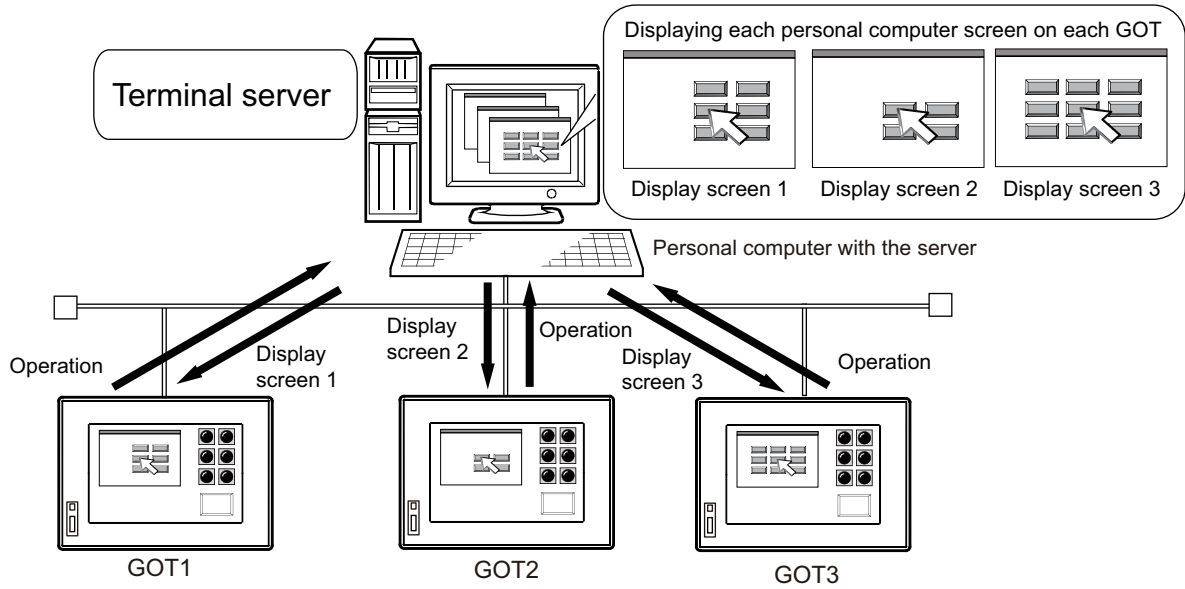 Displaying each personal computer screen on each GOT
Terminal server
Display screen 1
Display screen 2
Display screen 3
Personal computer with the server
Operation
Display
screen 1
Display
screen 2
Operation
Display
screen 3
Operation
GOT1
GOT2
GOT3